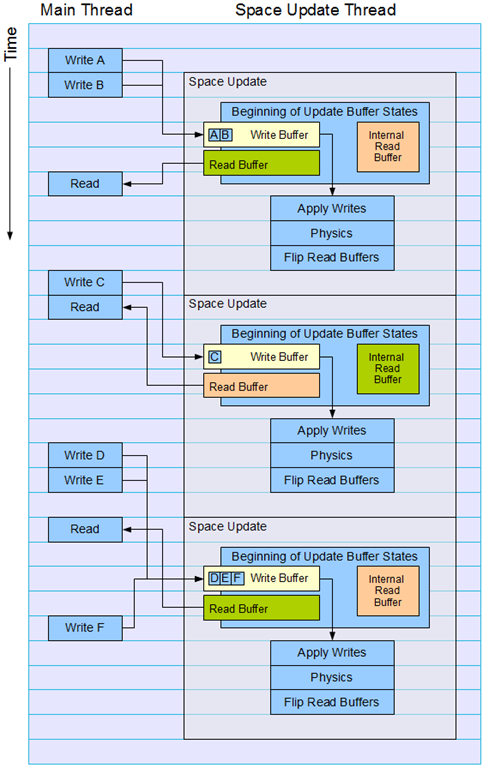 Main Thread
Space Update Thread
Time
Write A
Write B
Space Update
Beginning of Update Buffer States
A B
Write Buffer
Internal
Read
Buffer
Read Buffer
Read
Apply Writes
Physics
Flip Read Buffers
Write C
Read
Space Update
Beginning of Update Buffer States
C
Write Buffer
Internal
Read
Buffer
Read Buffer
Apply Writes
Physics
Flip Read Buffers
Write D
Write E
Read
Space Update
Beginning of Update Buffer States
D E F
Write Buffer
Internal
Read
Buffer
Read Buffer
Write F
Apply Writes
Physics
Flip Read Buffers